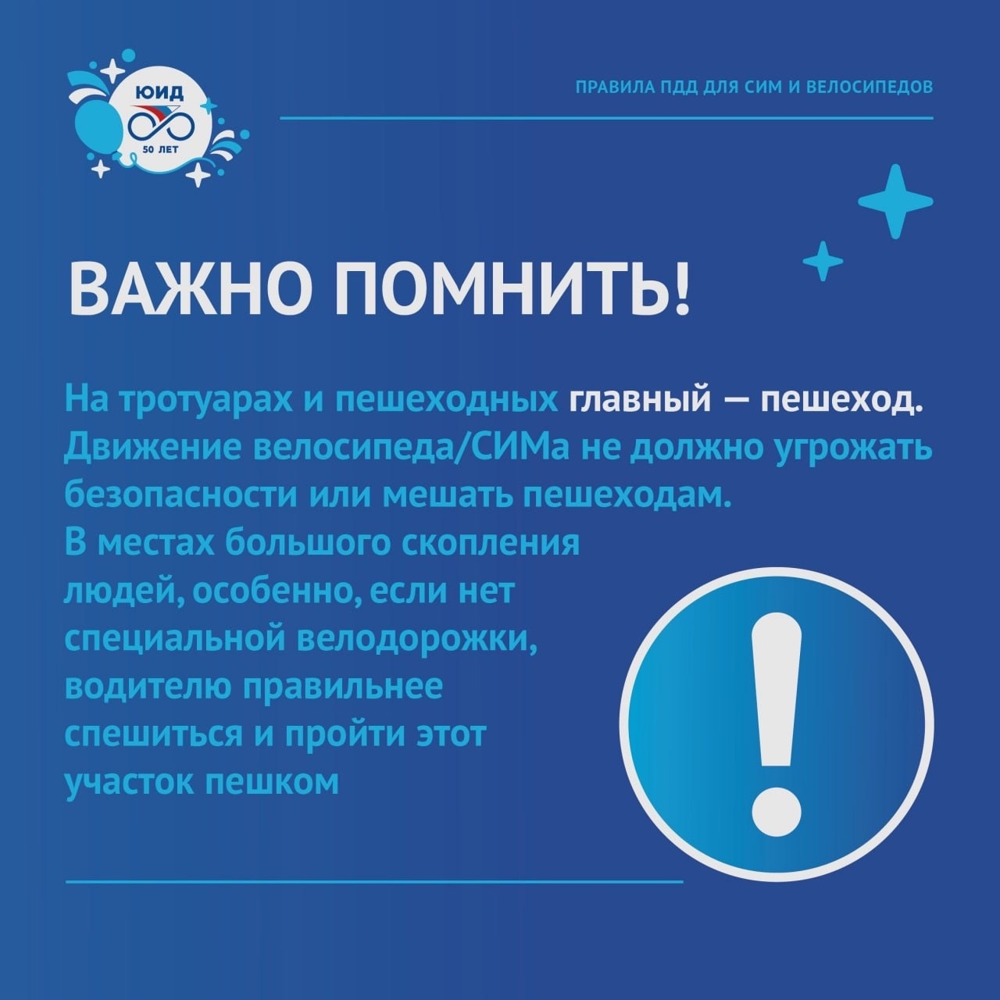 ЮИД
50 ЛЕТ
ПРАВИЛА ПДД ДЛЯ СИМ И ВЕЛОСИПЕДОВ
ВАЖНО ПОМНИТЬ!
На тротуарах и пешеходных главный — пешеход.
Движение велосипеда/СИМа не должно угрожать
безопасности или мешать пешеходам.
В местах большого скопления
людей, особенно, если нет
специальной велодорожки,
водителю правильнее
спешиться и пройти этот
участок пешком